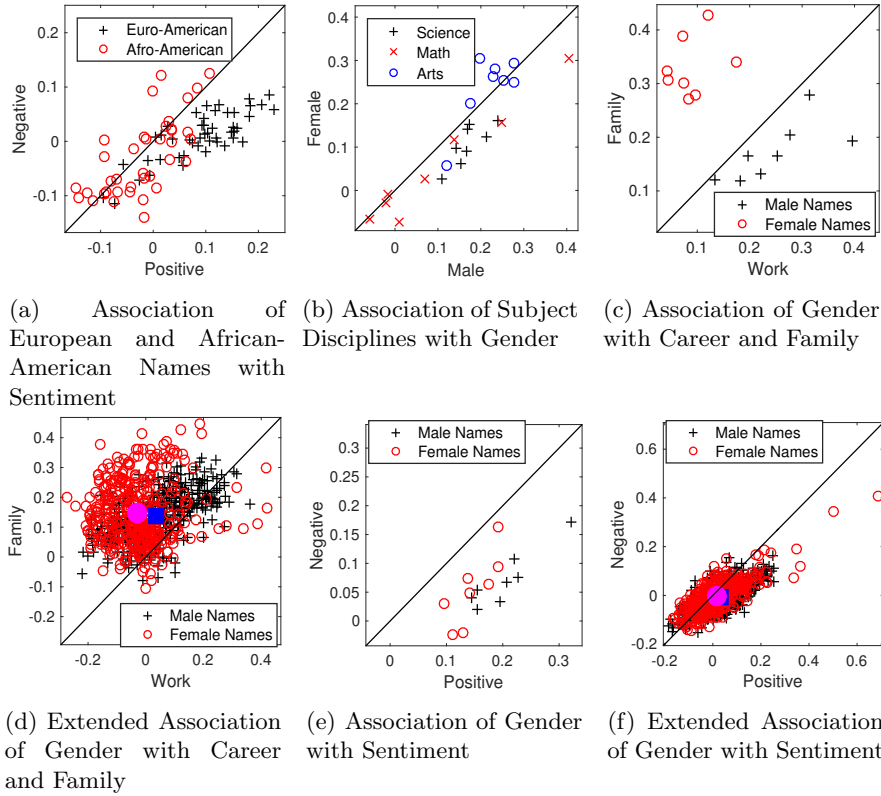 0.2
0.1
0
-0.1
Negative
-0.1
0
0.1
0.2
Positive
Euro-American
Afro-American
0.4
0.3
0.2
0.1
0
Female
0
0.1
0.2
0.3
0.4
Male
Science
Math
Arts
0.4
0.3
0.2
0.1
Family
0.1
0.2
0.3
0.4
Work
Male Names
Female Names
(a) Association of
European and African-
American Names with
Sentiment
(b) Association of Subject
Disciplines with Gender
(c) Association of Gender
with Career and Family
0.4
0.3
0.2
0.1
0
-0.1
-0.2
Family
-0.2
0
0.2
0.4
Work
Male Names
Female Names
0.3
0.25
0.2
0.15
0.1
0.05
0
Negative
0
0.1
0.2
0.3
Positive
Male Names
Female Names
0.6
0.4
0.2
0
-0.2
Negative
-0.2
0
0.2
0.4
0.6
Positive
Male Names
Female Names
(d) Extended Association
of Gender with Career
and Family
(e) Association of Gender
with Sentiment
(f) Extended Association
of Gender with Sentiment